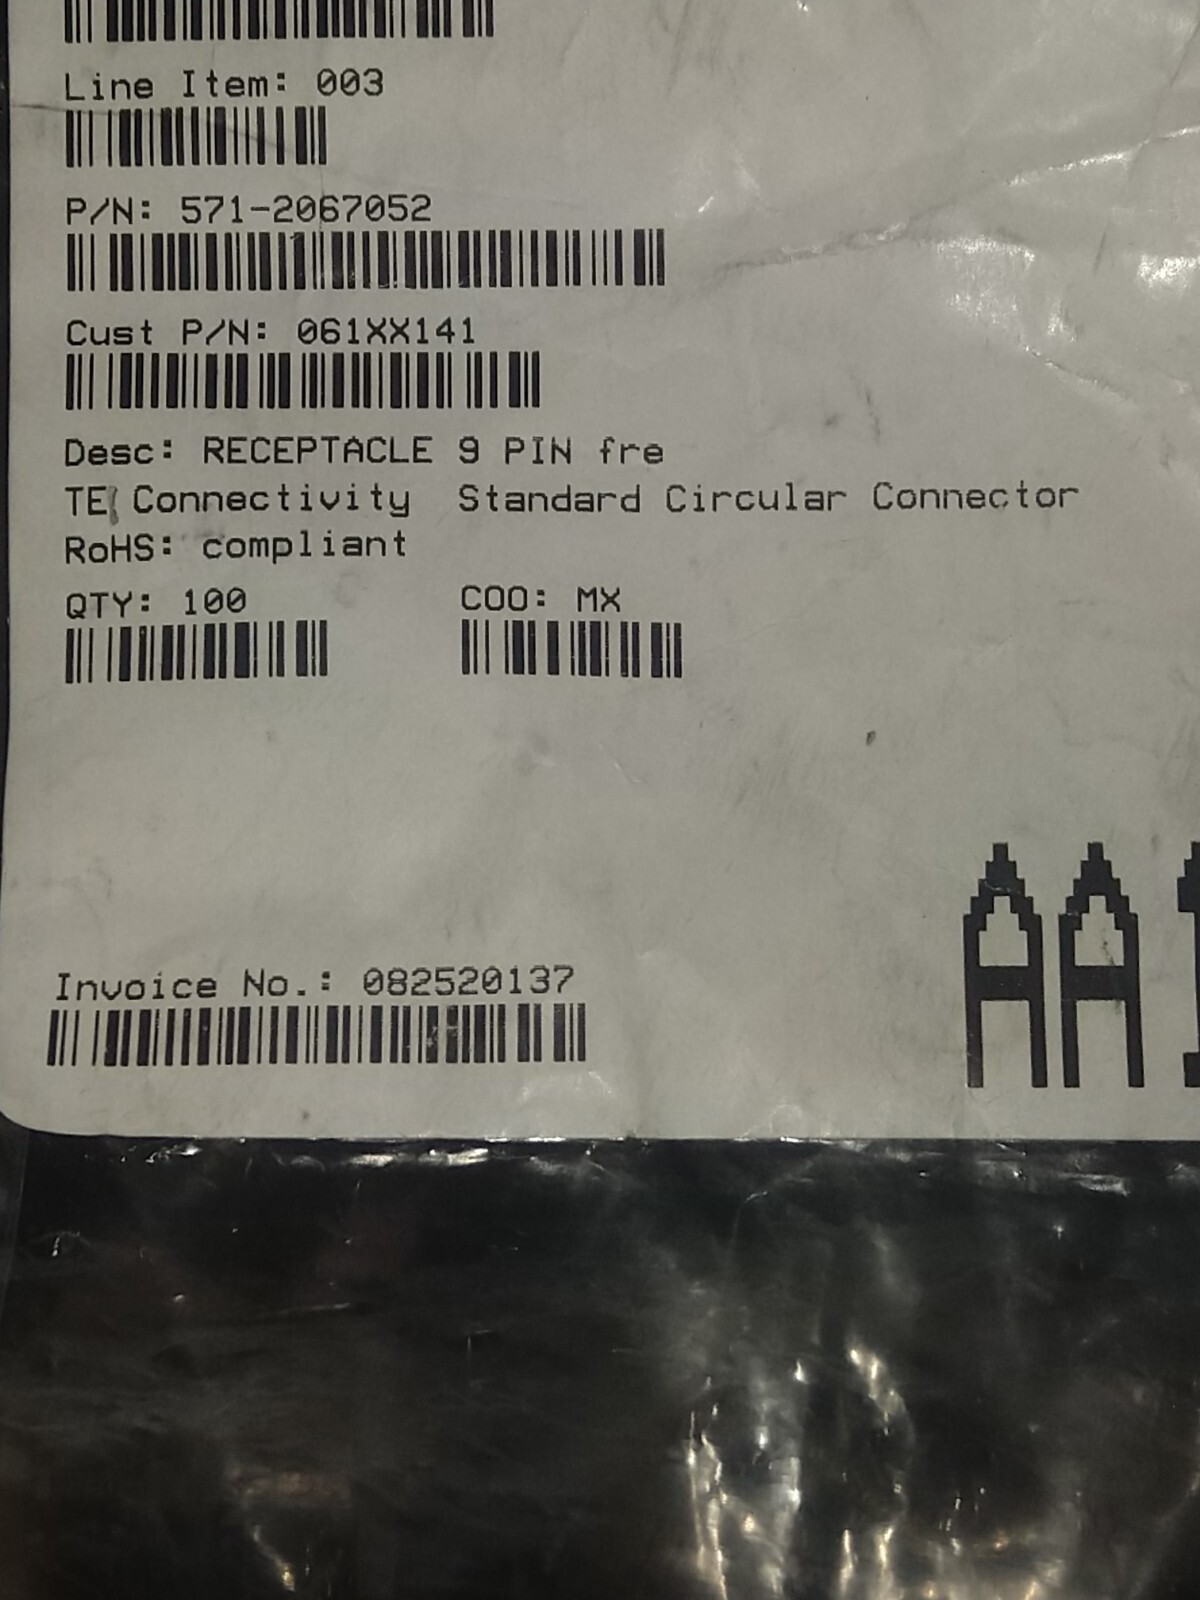 Line Item: 003
P/N: 571-2067052
Cust P/N: 061XX141
Desc: RECEPTACLE 9 PIN fre
TE Connectivity Standard Circular Connector
RoHS: compliant
QTY: 100 COO: MX
Invoice No.: 082520137
AA